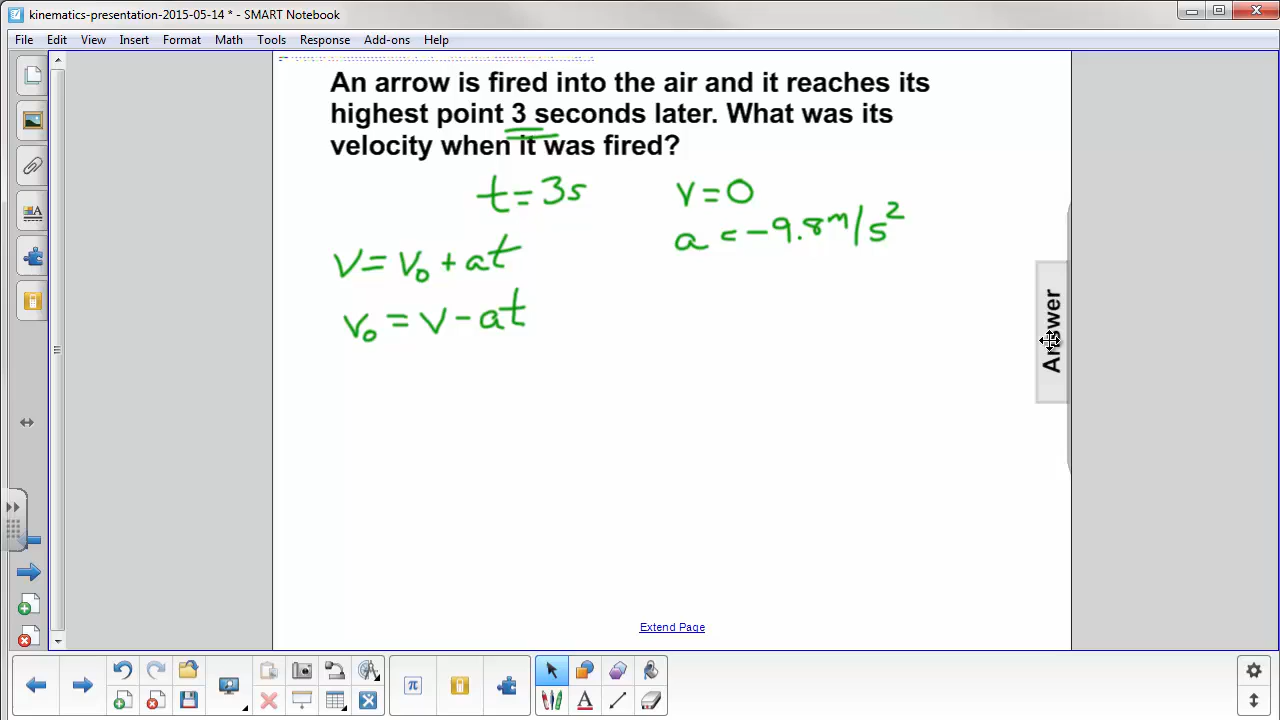 kinematics-presentation-2015-05-14 * - SMART Notebook
File Edit View Insert Format Math Tools Response Add-ons Help
An arrow is fired into the air and it reaches its
highest point 3 seconds later. What was its
velocity when it was fired?
t = 3s
v = 0
a = -9.8 m/s²
v = v₀ + at
v₀ = v - at
Answer
Extend Page
π
A